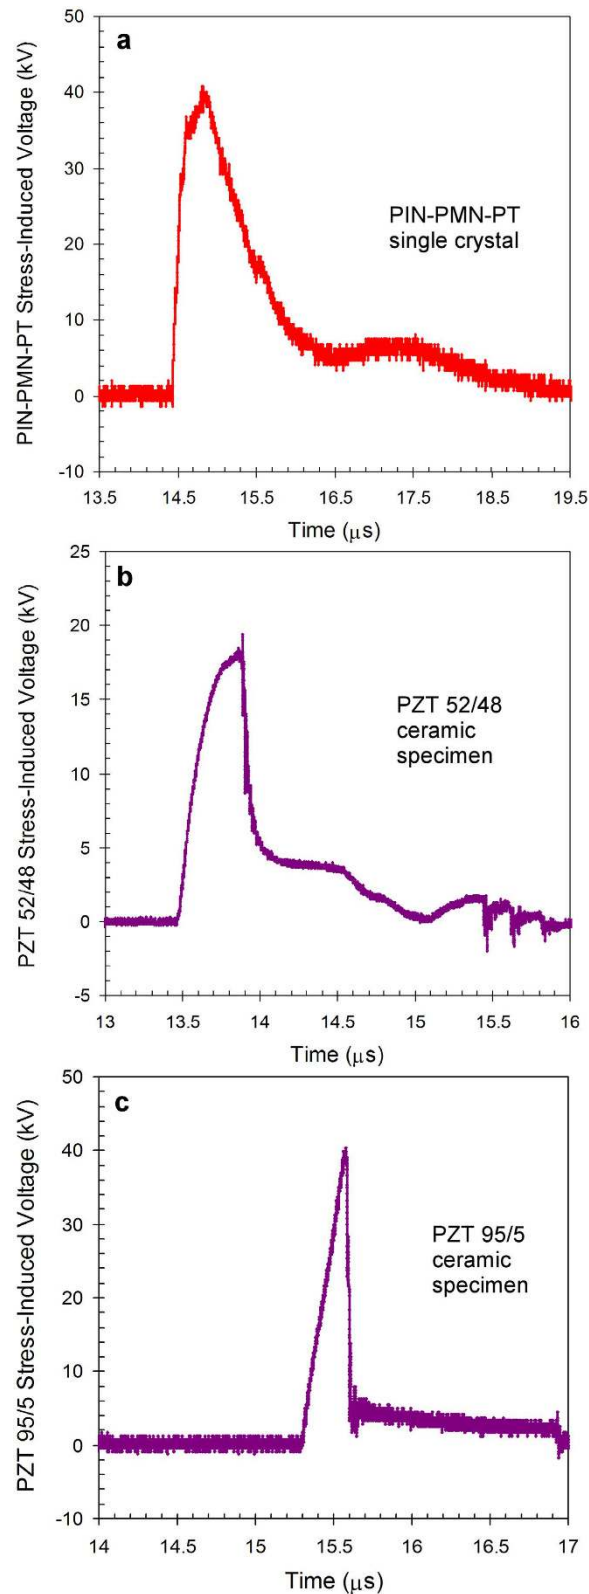 a
PIN-PMN-PT Stress-Induced Voltage (kV)
50
40
30
20
10
0
-10
PIN-PMN-PT
single crystal
13.5 14.5 15.5 16.5 17.5 18.5 19.5
Time (μs)
b
PZT 52/48 Stress-Induced Voltage (kV)
25
20
15
10
5
0
-5
PZT 52/48
ceramic
specimen
13 13.5 14 14.5 15 15.5 16
Time (μs)
c
PZT 95/5 Stress-Induced Voltage (kV)
50
40
30
20
10
0
-10
PZT 95/5
ceramic
specimen
14 14.5 15 15.5 16 16.5 17
Time (μs)